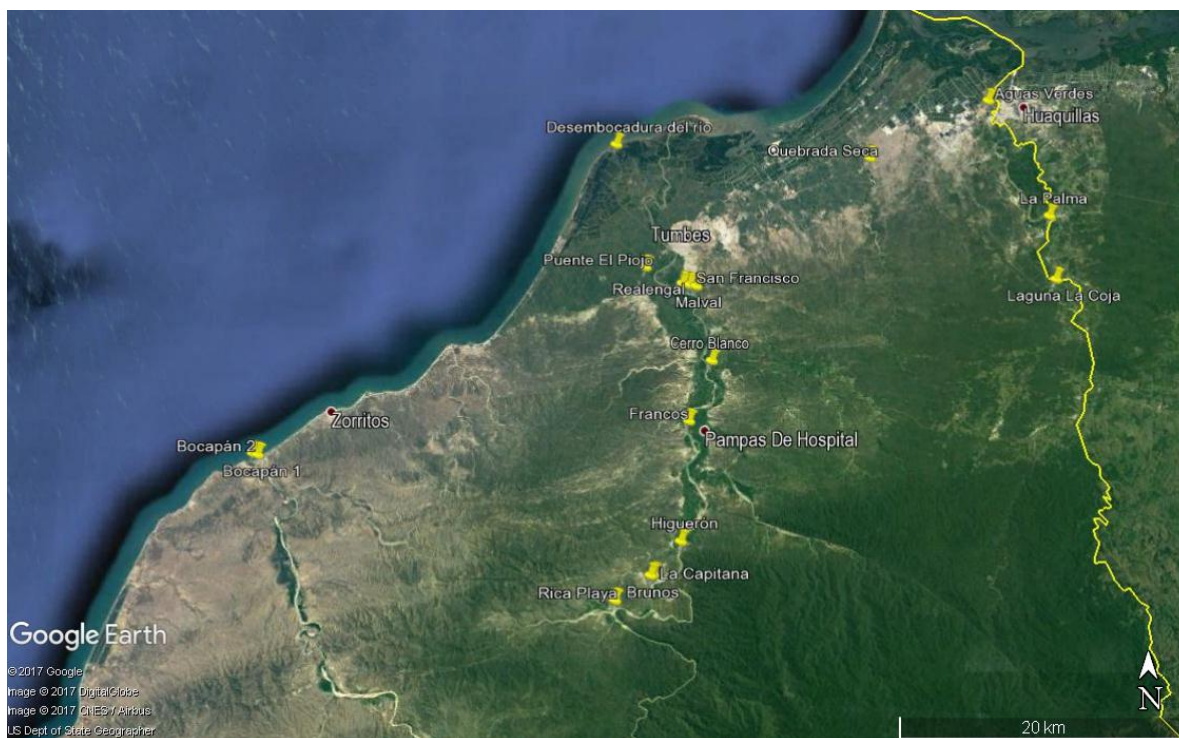 Aguas Verdes
Huaquillas
Desembocadura del río
Quebrada Seca
La Palma
Tumbes
Puente El Piojo
San Francisco
Realengal
Malval
Laguna La Coja
Cerro Blanco
Francos
Zorritos
Pampas De Hospital
Bocapán 2
Bocapán 1
Higuerón
La Capitana
Rica Playa
Brunos
Google Earth
© 2017 Google
Image © 2017 DigitalGlobe
Image © 2017 CNES / Airbus
US Dept of State Geographer
N
20 km